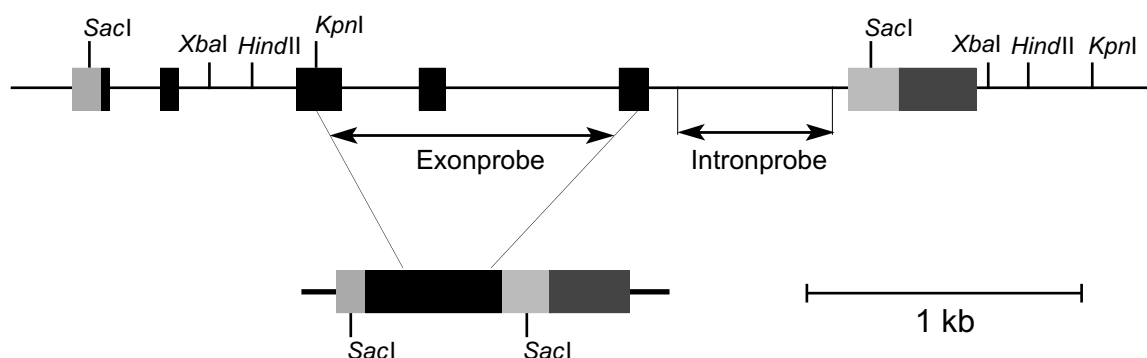 SacI
XbaI
HindII
KpnI
SacI
XbaI
HindII
KpnI
Exonprobe
Intronprobe
SacI
SacI
1 kb